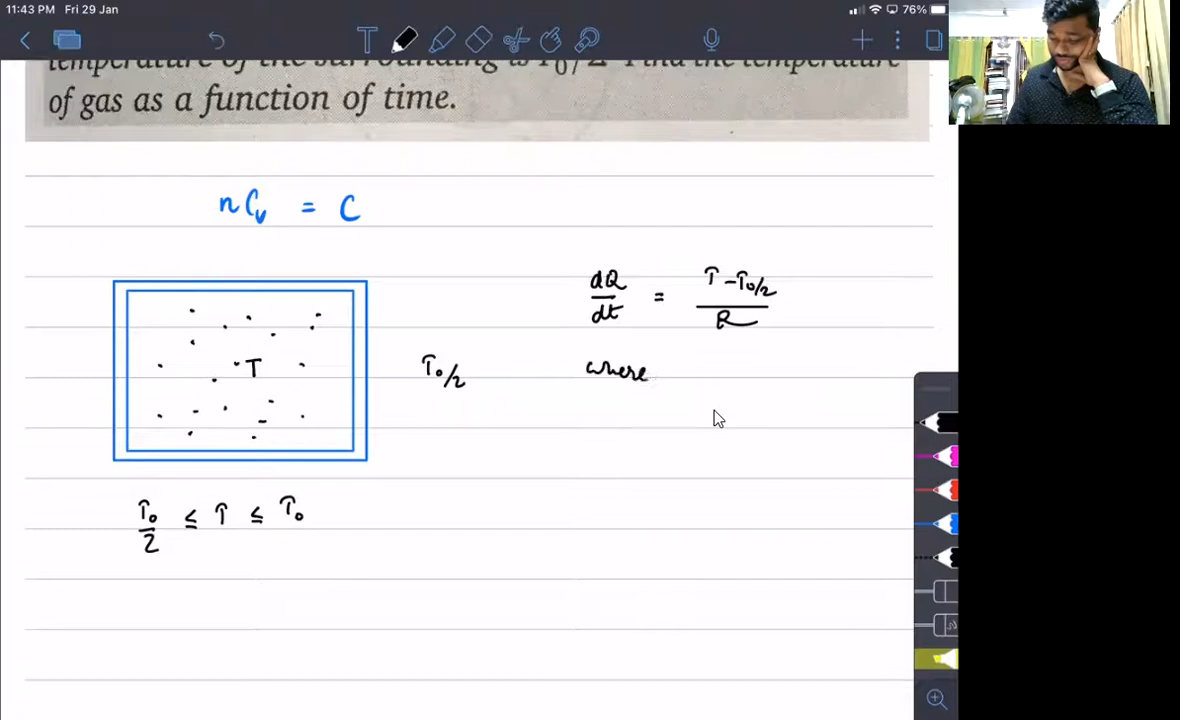 11:43 PM Fri 29 Jan
76%
temperature of the surrounding is T₀/2 Find the temperature
of gas as a function of time.
nCᵥ = C
dQ/dt = (T - T₀/2)/R
T
T₀/2
where
T₀/2 ≤ T ≤ T₀